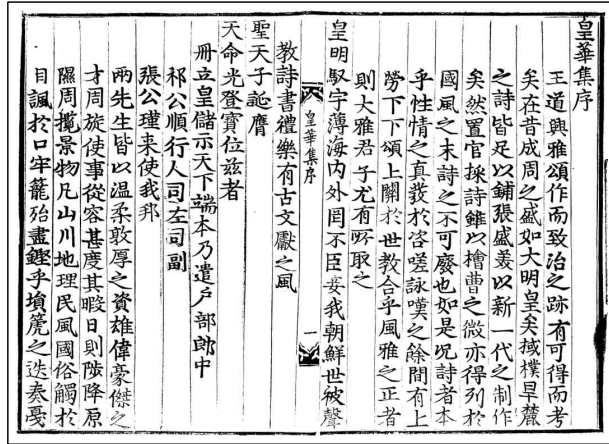 皇華集序
王道興雅頌作而致治之跡有可得而考
矣在昔成周之盛如大明皇矣棫樸旱麓
之詩皆足以鋪張盛美以新一代之制作
矣然置官採詩雖以檜曹之微亦得列於
國風之末詩之不可廢也如是况詩者本
乎性情之真發於咨嗟詠嘆之餘間有上
勞下下頌上關於世教合乎風雅之正者
則大雅君子尤有所取之
皇明馭宇薄海內外罔不臣妾我朝鮮世被聲
皇華集序
一
教詩書禮樂有古文獻之風
聖天子誕膺
天命光登寶位玆者
冊立皇儲示天下端本乃遣戶部郎中
祁公順行人司左司副
張公瑾來使我邦
兩先生皆以温柔敦厚之資雄偉豪傑之
才周旋使事從容甚度其暇日則陟降原
隰周攬景物凡山川地理民風國俗觸於
目諷於口牢籠殆盡鏗乎塤篪之迭奏戞